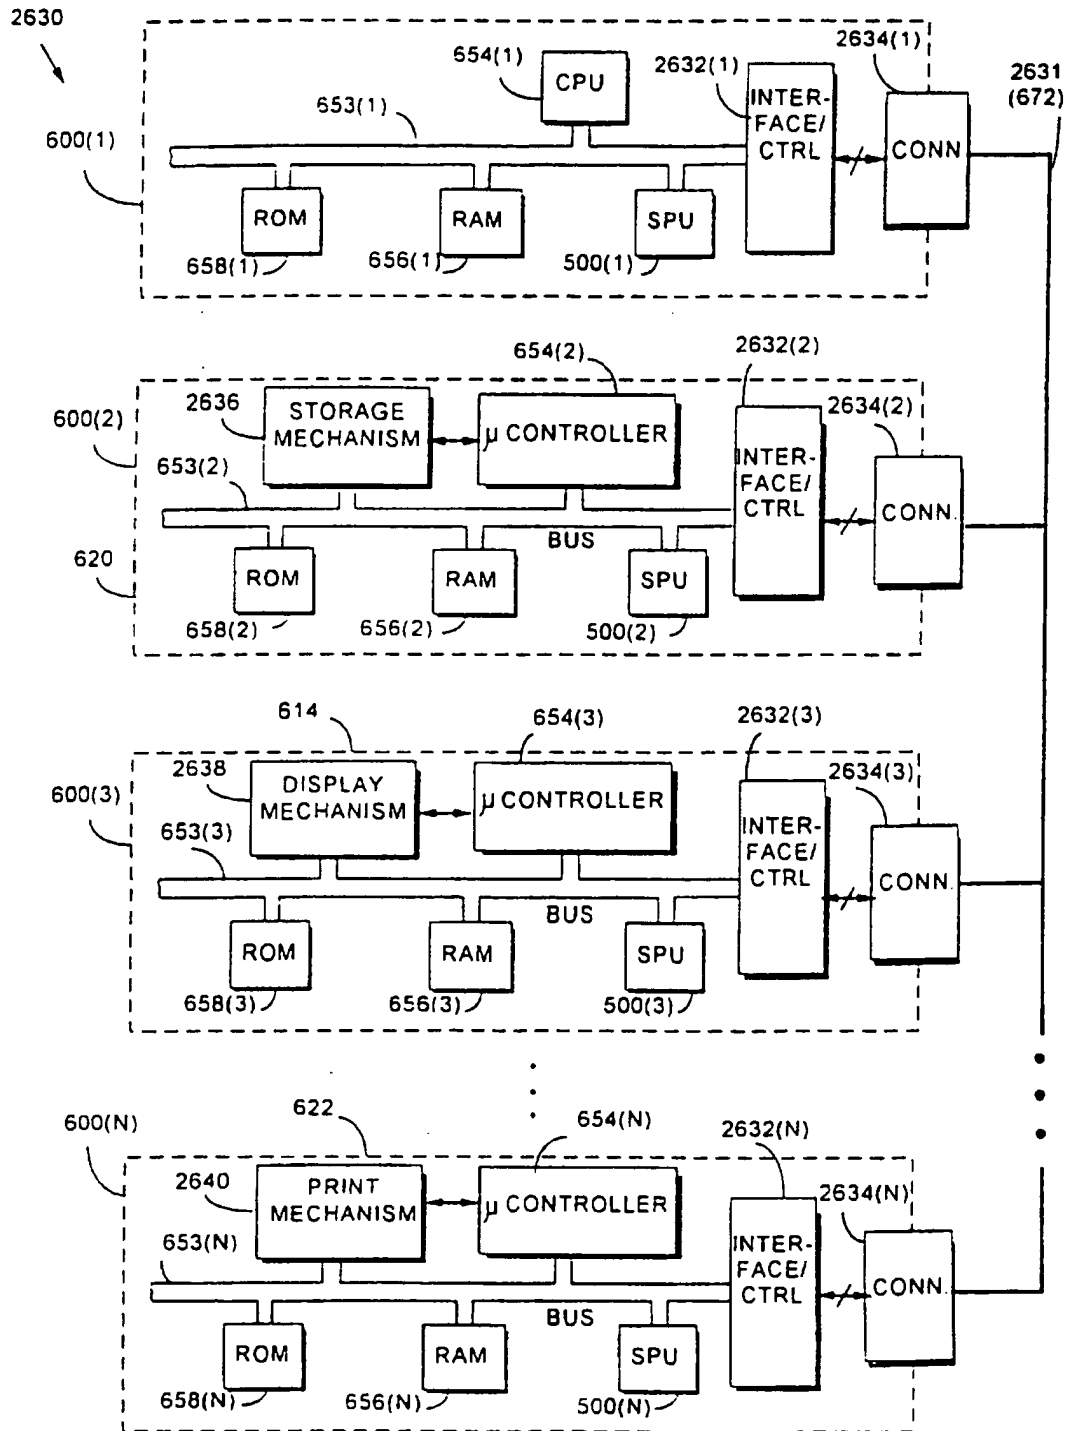 2630
654(1)
2632(1)
2634(1)
2631
(672)
CPU
INTER-
FACE/
CTRL
653(1)
600(1)
CONN
ROM
RAM
SPU
658(1)
656(1)
500(1)
654(2)
2632(2)
2634(2)
600(2)
2636
STORAGE
MECHANISM
µ CONTROLLER
INTER-
FACE/
CTRL
653(2)
CONN.
BUS
620
ROM
RAM
SPU
658(2)
656(2)
500(2)
614
654(3)
2632(3)
2634(3)
600(3)
2638
DISPLAY
MECHANISM
µ CONTROLLER
INTER-
FACE/
CTRL
653(3)
CONN.
BUS
ROM
RAM
SPU
658(3)
656(3)
500(3)
600(N)
622
654(N)
2632(N)
2634(N)
2640
PRINT
MECHANISM
µ CONTROLLER
INTER-
FACE/
CTRL
653(N)
CONN.
BUS
ROM
RAM
SPU
658(N)
656(N)
500(N)